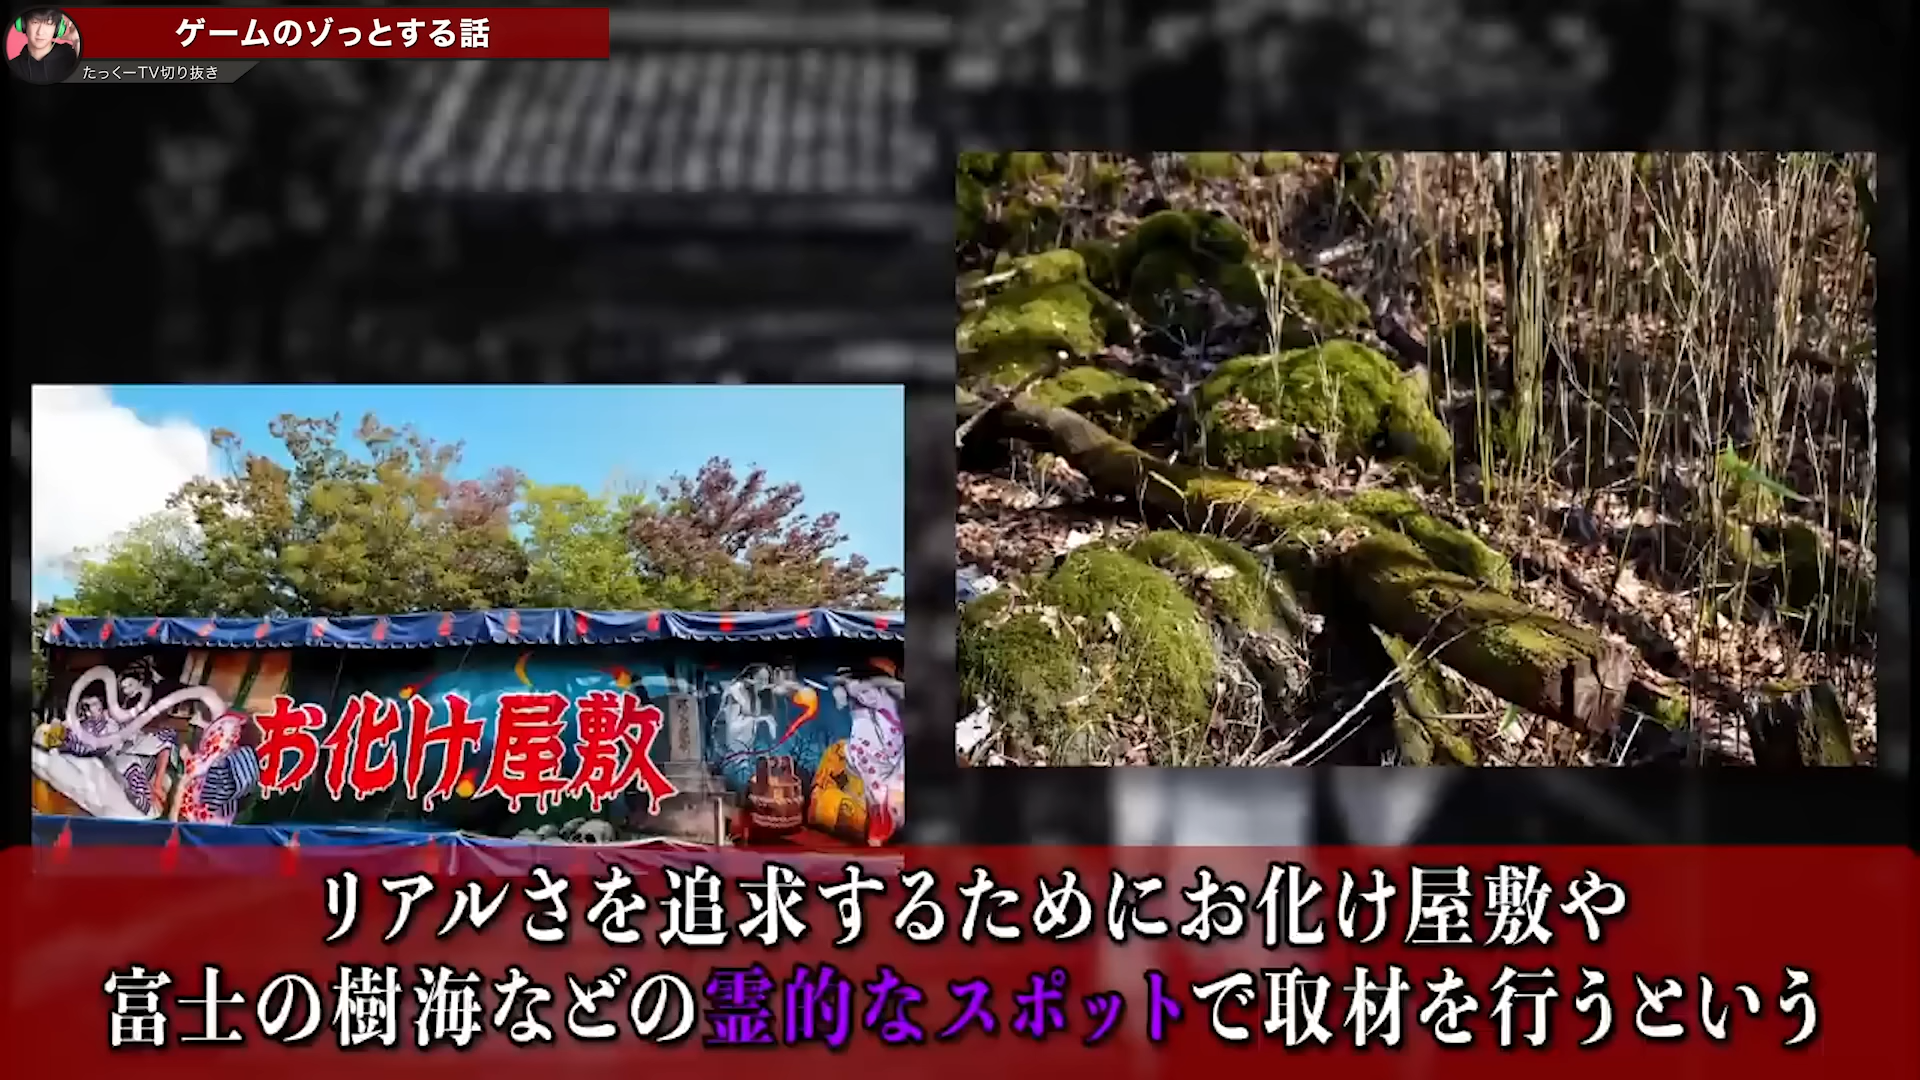 ゲームのゾっとする話
たっくーTV切り抜き
お化け屋敷
リアルさを追求するためにお化け屋敷や
富士の樹海などの霊的なスポットで取材を行うという